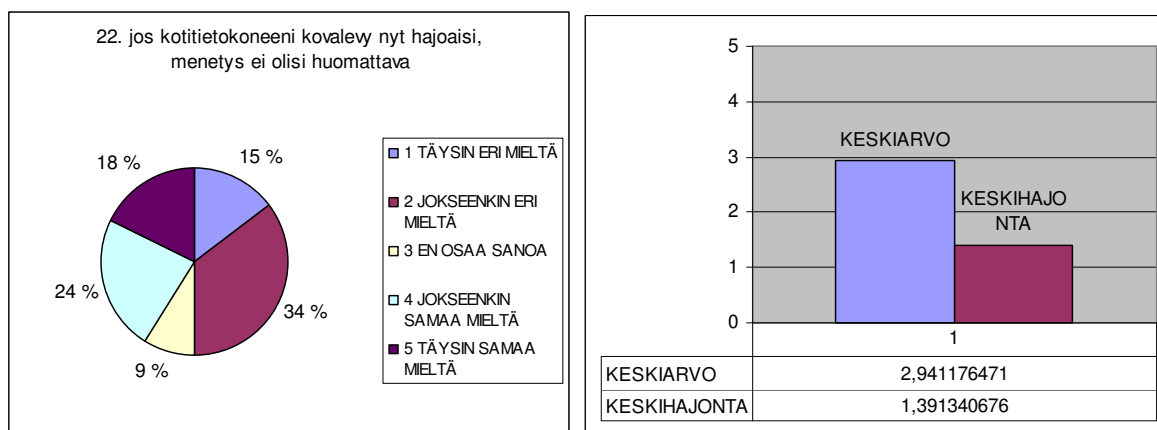 22. jos kotitietokoneeni kovalevy nyt hajoaisi,
menetys ei olisi huomattava
18 %
15 %
24 %
34 %
9 %
1 TÄYSIN ERI MIELTÄ
2 JOKSEENKIN ERI
MIELTÄ
3 EN OSAA SANOA
4 JOKSEENKIN
SAMAA MIELTÄ
5 TÄYSIN SAMAA
MIELTÄ
5
4
3
2
1
0
KESKIARVO
KESKIHAJO
NTA
1
KESKIARVO 2,941176471
KESKIHAJONTA 1,391340676